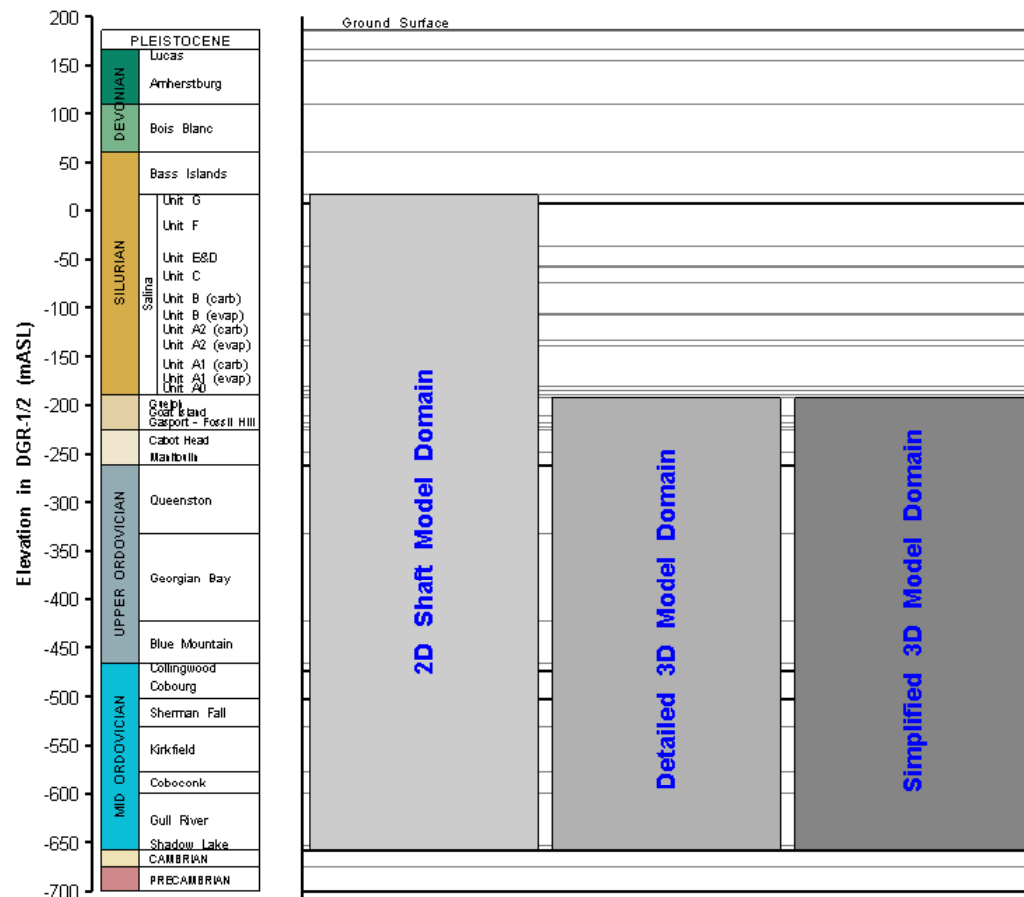 Ground Surface
200
150
100
50
0
-50
-100
-150
-200
-250
-300
-350
-400
-450
-500
-550
-600
-650
-700
Elevation in DGR-1/2 (mASL)
PLEISTOCENE
DEVONIAN
Lucas
Amherstburg
Bois Blanc
SILURIAN
Bass Islands
Salina
Unit G
Unit F
Unit E&D
Unit C
Unit B (carb)
Unit B (evap)
Unit A2 (carb)
Unit A2 (evap)
Unit A1 (carb)
Unit A1 (evap)
Unit A0
Guelph
Goat Island
Gasport - Fossil Hill
Cabot Head
Manitoulin
UPPER ORDOVICIAN
Queenston
Georgian Bay
Blue Mountain
MID ORDOVICIAN
Collingwood
Cobourg
Sherman Fall
Kirkfield
Coboconk
Gull River
Shadow Lake
CAMBRIAN
PRECAMBRIAN
2D Shaft Model Domain
Detailed 3D Model Domain
Simplified 3D Model Domain